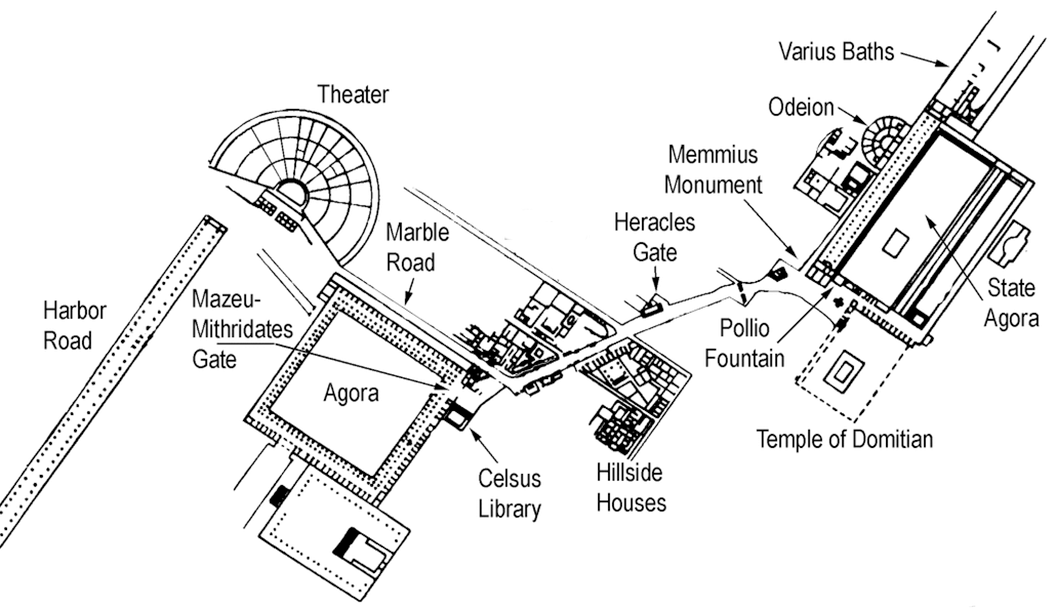 Varius Baths
Theater
Odeion
Memmius
Monument
Heracles
Gate
Marble
Road
Harbor
Road
Mazeu-
Mithridates
Gate
State
Agora
Pollio
Fountain
Agora
Temple of Domitian
Celsus
Library
Hillside
Houses